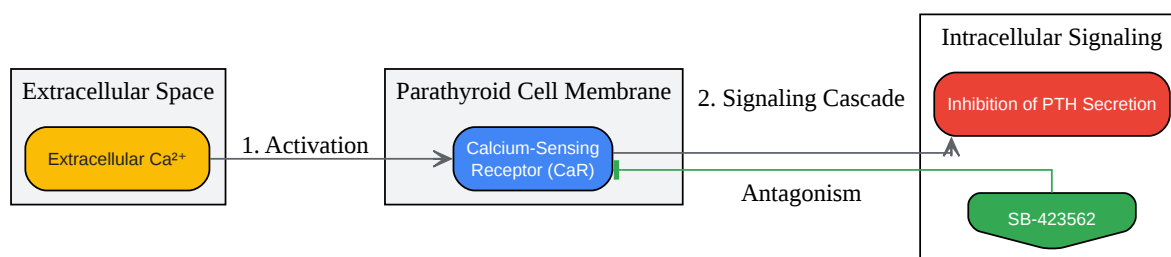 Extracellular Space
Extracellular Ca²⁺
1. Activation
Parathyroid Cell Membrane
Calcium-Sensing
Receptor (CaR)
2. Signaling Cascade
Antagonism
Intracellular Signaling
Inhibition of PTH Secretion
SB-423562